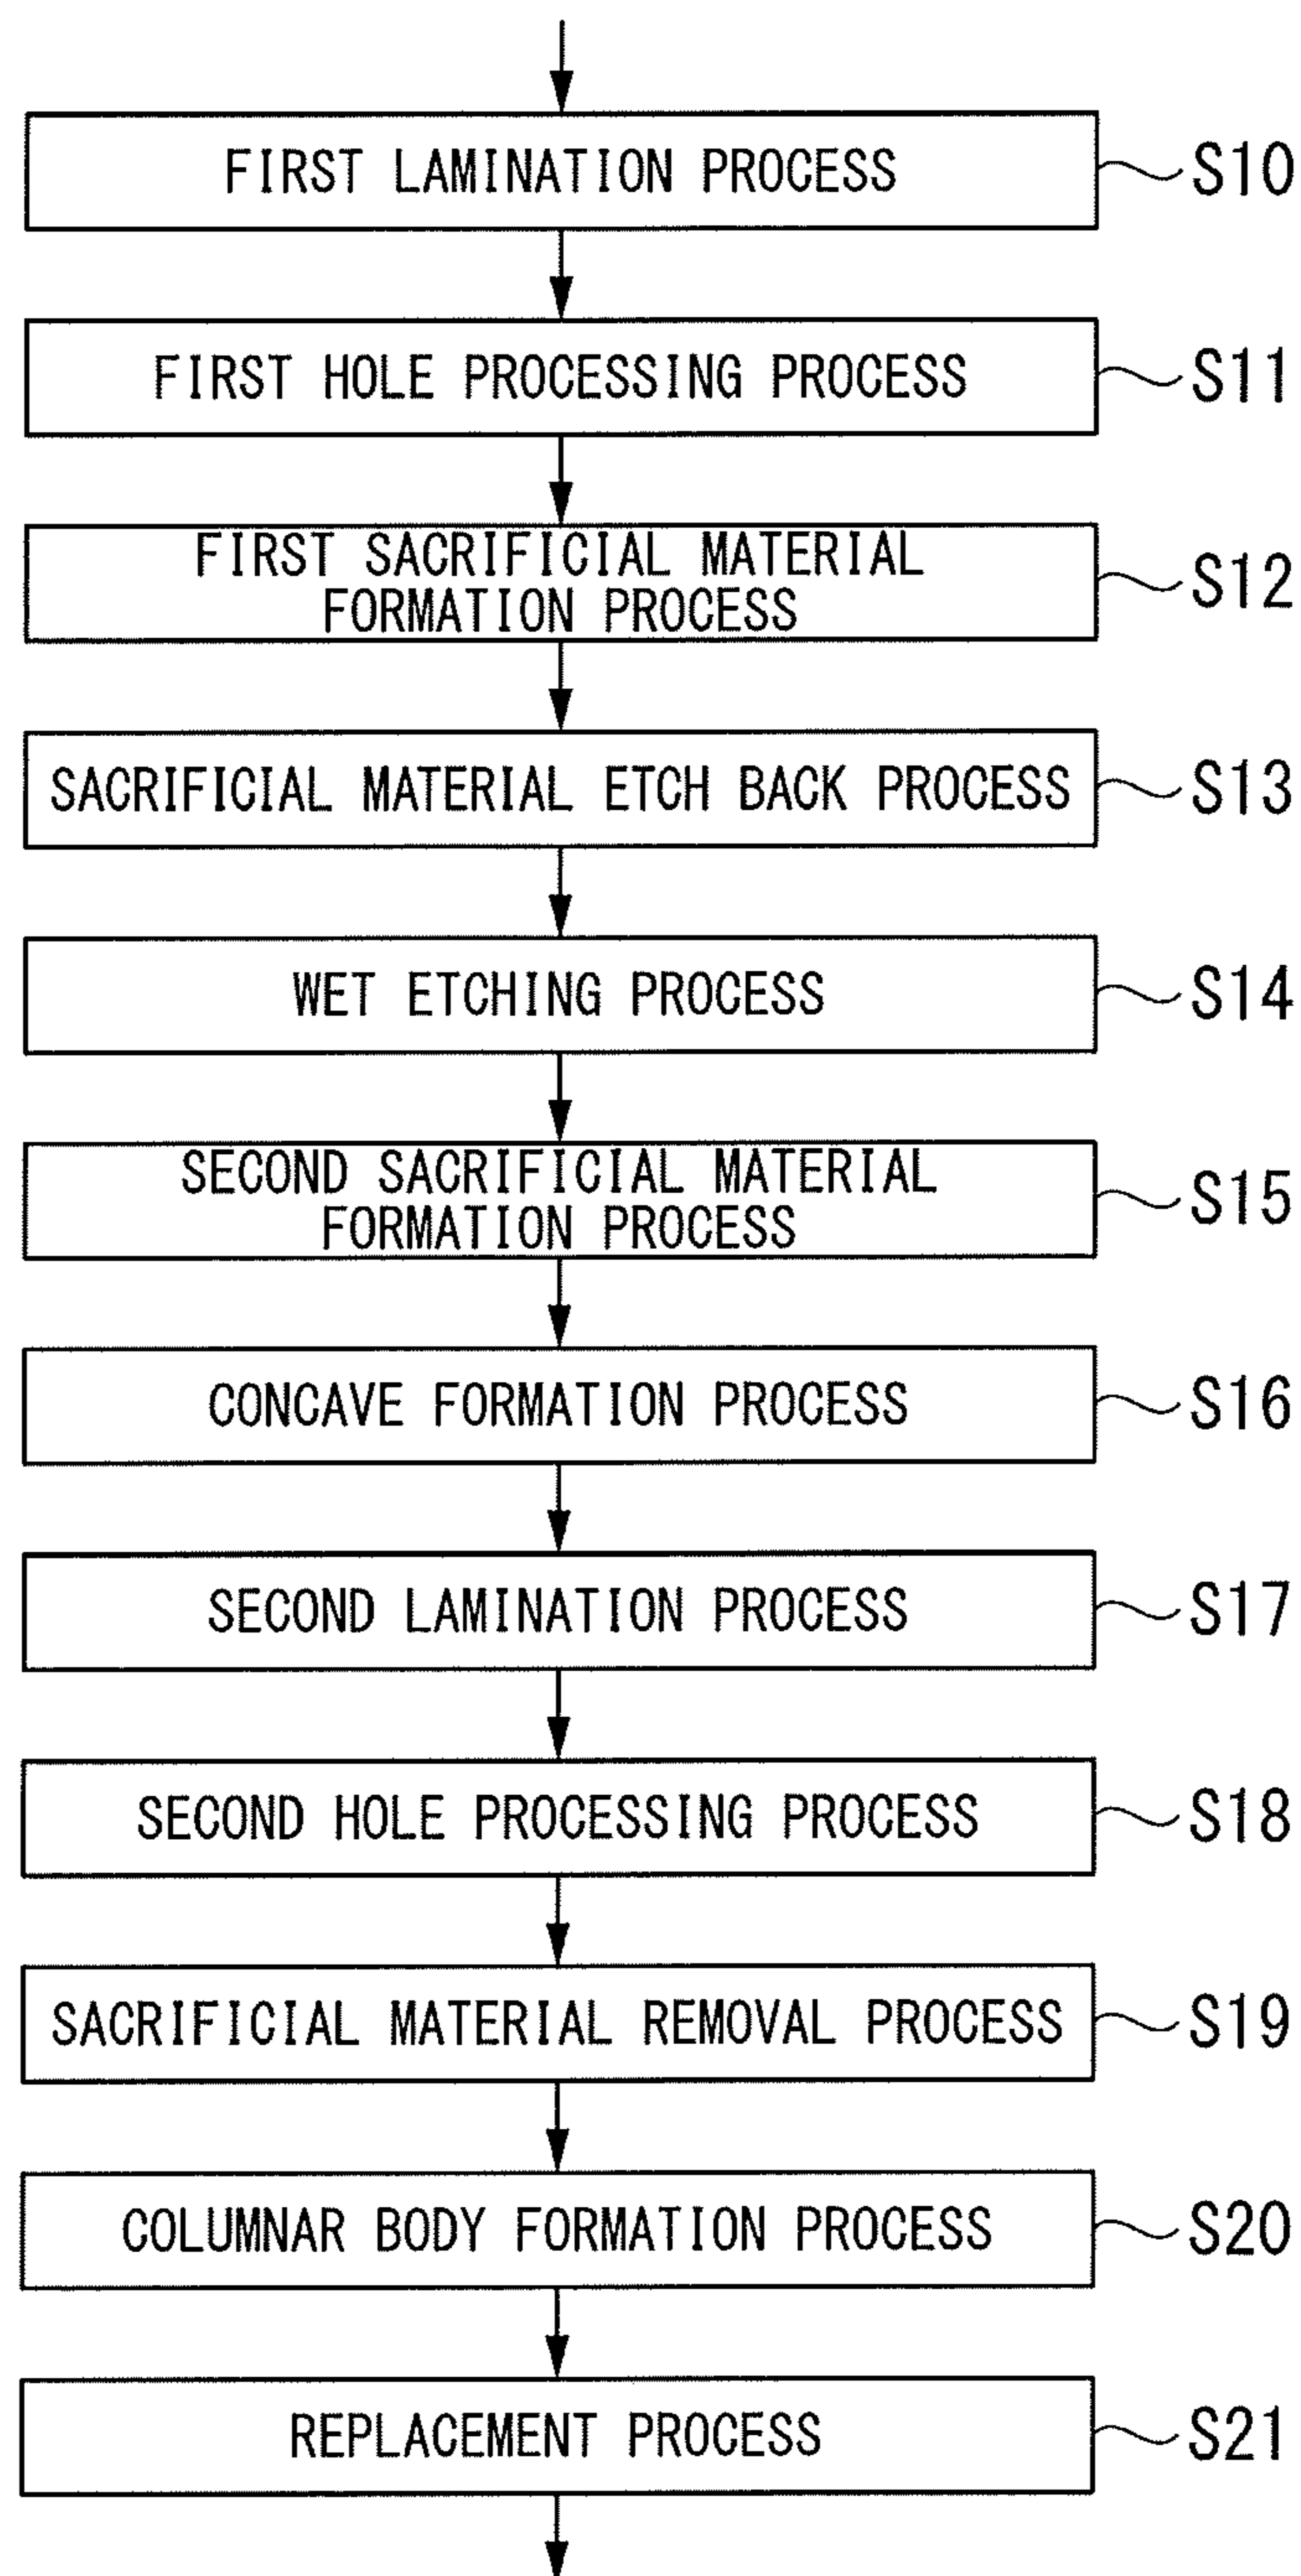 FIRST LAMINATION PROCESS S10
FIRST HOLE PROCESSING PROCESS S11
FIRST SACRIFICIAL MATERIAL
FORMATION PROCESS S12
SACRIFICIAL MATERIAL ETCH BACK PROCESS S13
WET ETCHING PROCESS S14
SECOND SACRIFICIAL MATERIAL
FORMATION PROCESS S15
CONCAVE FORMATION PROCESS S16
SECOND LAMINATION PROCESS S17
SECOND HOLE PROCESSING PROCESS S18
SACRIFICIAL MATERIAL REMOVAL PROCESS S19
COLUMNAR BODY FORMATION PROCESS S20
REPLACEMENT PROCESS S21